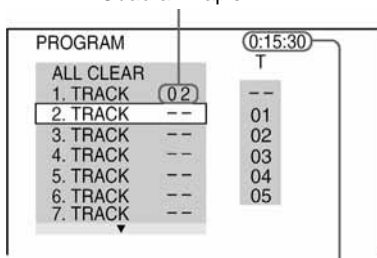 PROGRAM 0:15:30
T
ALL CLEAR
1. TRACK 02 --
2. TRACK -- 01
3. TRACK -- 02
4. TRACK -- 03
5. TRACK -- 04
6. TRACK -- 05
7. TRACK --